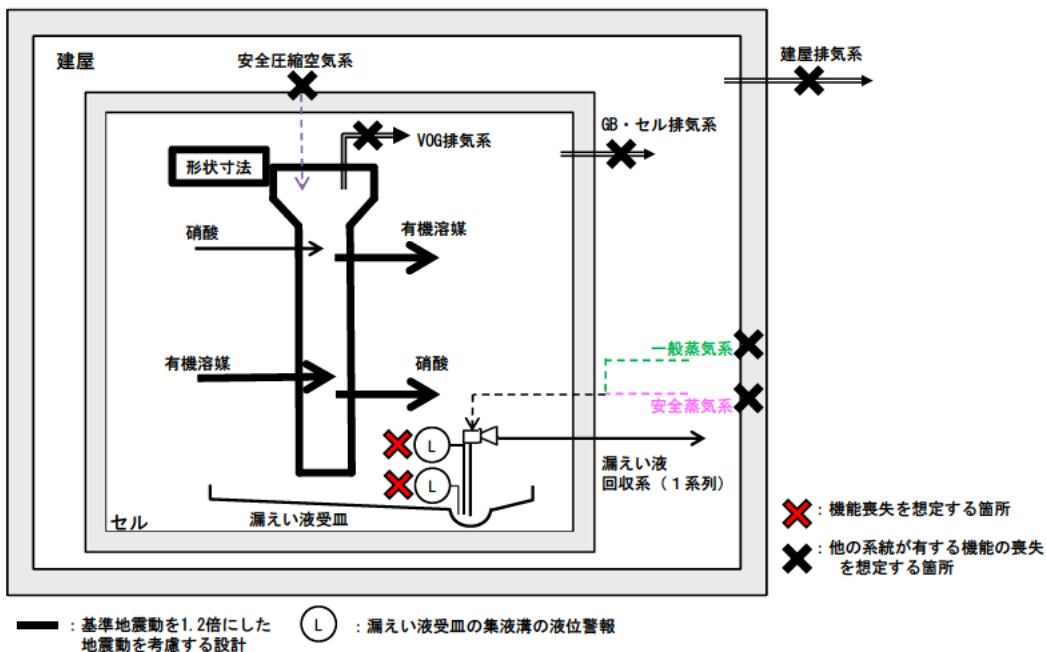 建屋
安全圧縮空気系
建屋排気系
VOG排気系
GB・セル排気系
形状寸法
硝酸
有機溶媒
有機溶媒
硝酸
一般蒸気系
安全蒸気系
L
L
漏えい液
回収系（１系列）
漏えい液受皿
セル
：機能喪失を想定する箇所
：他の系統が有する機能の喪失
を想定する箇所
：基準地震動を1.2倍にした
地震動を考慮する設計
L
：漏えい液受皿の集液溝の液位警報